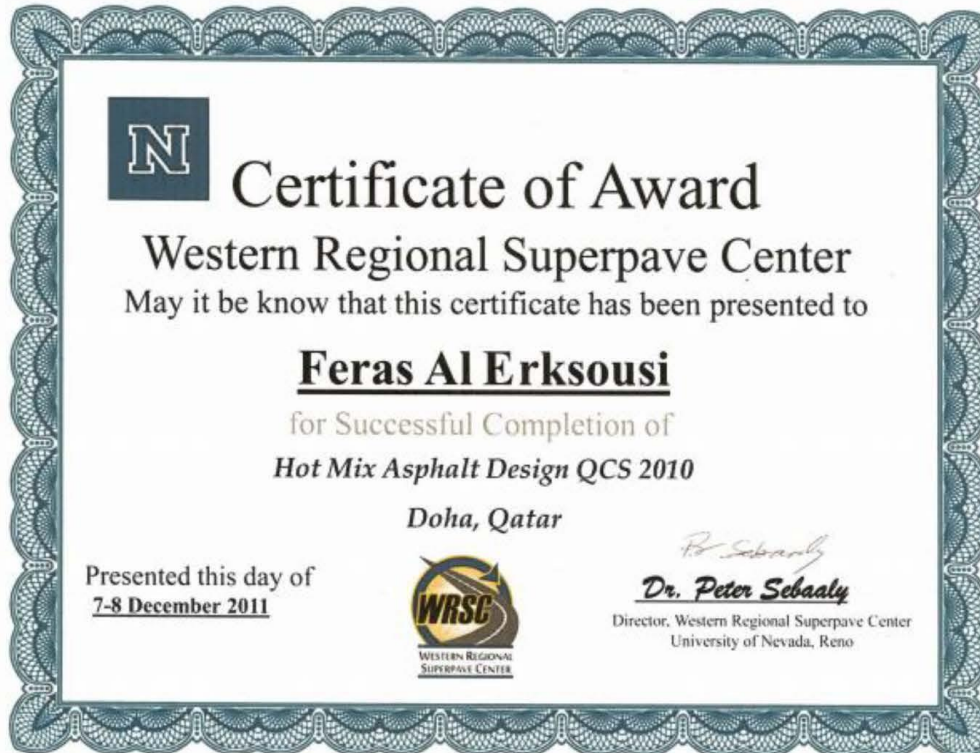 N
Certificate of Award
Western Regional Superpave Center
May it be know that this certificate has been presented to
Feras Al Erksousi
for Successful Completion of
Hot Mix Asphalt Design QCS 2010
Doha, Qatar
Presented this day of
7-8 December 2011
WRSC
WESTERN REGIONAL
SUPERPAVE CENTER
Dr. Peter Sebaaly
Director, Western Regional Superpave Center
University of Nevada, Reno